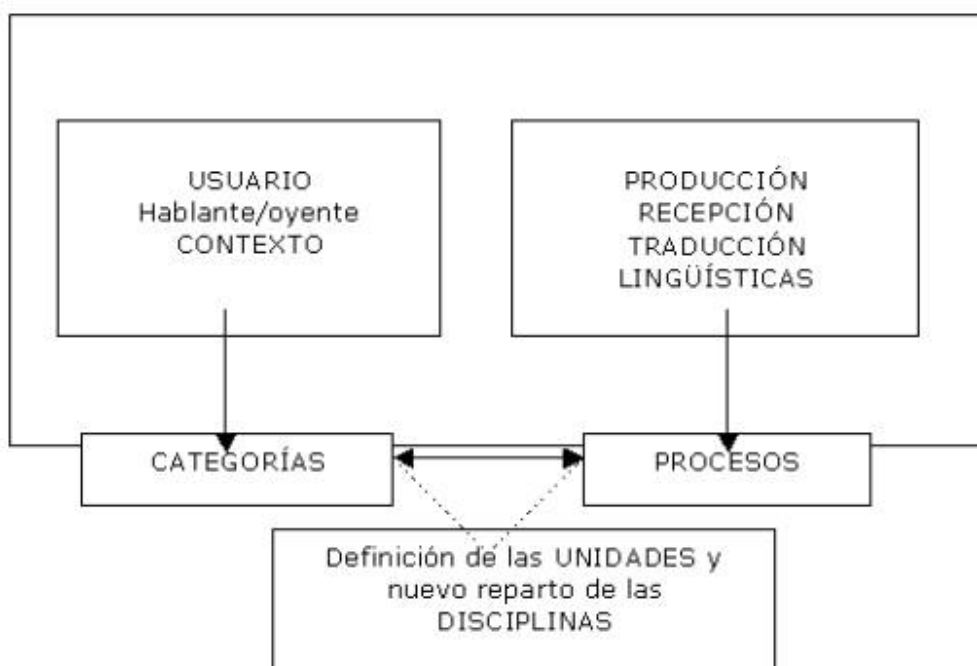 USUARIO
Hablante/oyente
CONTEXTO
PRODUCCIÓN
RECEPCIÓN
TRADUCCIÓN
LINGÜÍSTICAS
CATEGORÍAS
PROCESOS
Definición de las UNIDADES y
nuevo reparto de las
DISCIPLINAS